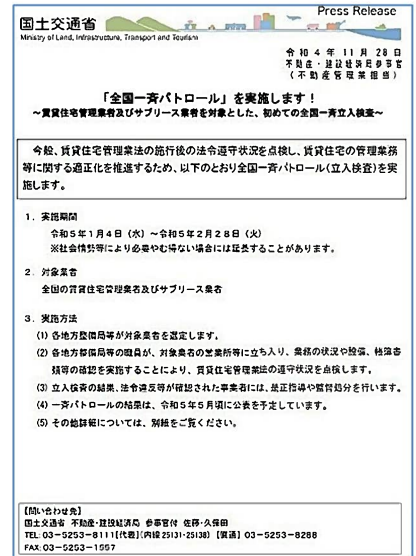 Press Release
国土交通省
Ministry of Land, Infrastructure, Transport and Tourism
令和4年11月28日
不動産・建設経済局参事官
(不動産管理業担当)
「全国一斉パトロール」を実施します!
～賃貸住宅管理業者及びサブリース業者を対象とした、初めての全国一斉立入検査～
今般、賃貸住宅管理業法の施行後の法令遵守状況を点検し、賃貸住宅の管理業務
等に関する適正化を推進するため、以下のとおり全国一斉パトロール(立入検査)を実
施します。
1. 実施期間
令和5年1月4日(水)～令和5年2月28日(火)
※社会情勢等により必要やむ得ない場合には延長することがあります。
2. 対象業者
全国の賃貸住宅管理業者及びサブリース業者
3. 実施方法
(1) 各地方整備局等が対象業者を選定します。
(2) 各地方整備局等の職員が、対象業者の営業所等に立ち入り、業務の状況や設備、帳簿書
類等の確認を実施することにより、賃貸住宅管理業法の遵守状況を点検します。
(3) 立入検査の結果、法令違反等が確認された事業者には、是正指導や監督処分を行います。
(4) 一斉パトロールの結果は、令和5年5月頃に公表を予定しています。
(5) その他詳細については、別紙をご覧ください。
【問い合わせ先】
国土交通省 不動産・建設経済局 参事官付 佐藤・久保田
TEL:03-5253-8111【代表】(内線25131・25138) 【直通】03-5253-8288
FAX:03-5253-1557